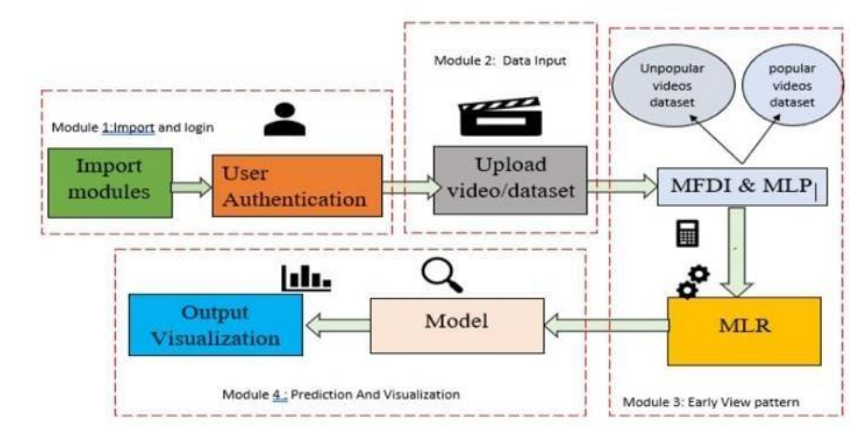 Module 1:Import and login
Import
modules
User
Authentication
Module 2:  Data Input
Upload
video/dataset
Unpopular
videos
dataset
popular
videos
dataset
MFDI & MLP
MLR
Module 3: Early View pattern
Model
Output
Visualization
Module 4 : Prediction And Visualization